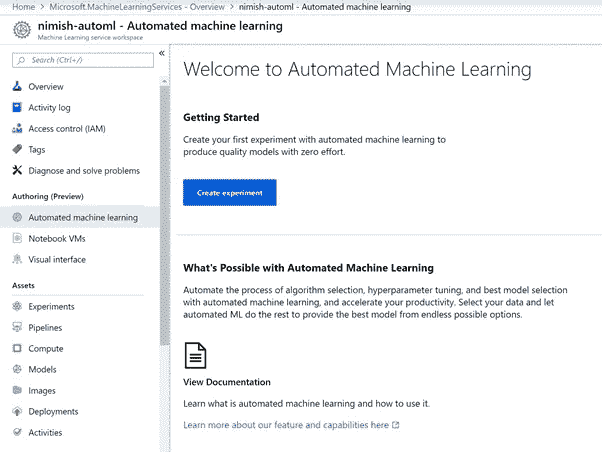 Home > Microsoft.MachineLearningServices - Overview > nimish-automl - Automated machine learning
nimish-automl - Automated machine learning
Machine Learning service workspace
Search (Ctrl+/)
Overview
Activity log
Access control (IAM)
Tags
Diagnose and solve problems
Authoring (Preview)
Automated machine learning
Notebook VMs
Visual interface
Assets
Experiments
Pipelines
Compute
Models
Images
Deployments
Activities
Welcome to Automated Machine Learning
Getting Started
Create your first experiment with automated machine learning to
produce quality models with zero effort.
Create experiment
What's Possible with Automated Machine Learning
Automate the process of algorithm selection, hyperparameter tuning, and best model selection
with automated machine learning, and accelerate your productivity. Select your data and let
automated ML do the rest to provide the best model from endless possible options.
View Documentation
Learn what is automated machine learning and how to use it.
Learn more about our feature and capabilities here